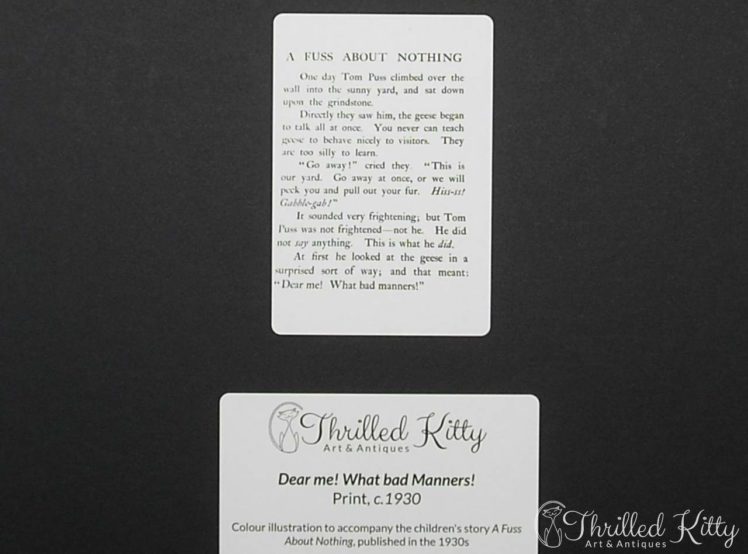 A FUSS ABOUT NOTHING
One day Tom Puss climbed over the
wall into the sunny yard, and sat down
upon the grindstone.
Directly they saw him, the geese began
to talk all at once. You never can teach
geese to behave nicely to visitors. They
are too silly to learn.
"Go away!" cried they. "This is
our yard. Go away at once, or we will
peck you and pull out your fur. Hiss-ss!
Gabble-gab!"
It sounded very frightening; but Tom
Puss was not frightened—not he. He did
not say anything. This is what he did.
At first he looked at the geese in a
surprised sort of way; and that meant:
"Dear me! What bad manners!"
Thrilled Kitty
Art & Antiques
Dear me! What bad Manners!
Print, c.1930
Colour illustration to accompany the children's story A Fuss
About Nothing, published in the 1930s
Thrilled Kitty
Art & Antiques